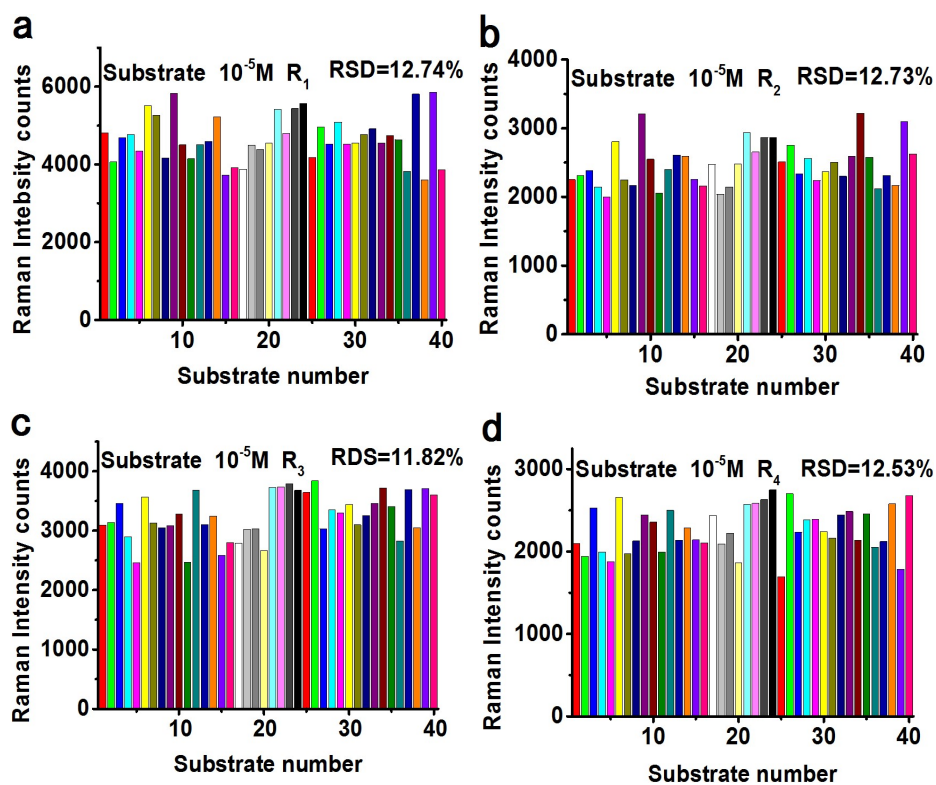 a
Substrate 10⁻⁵M R₁ RSD=12.74%
Raman Intebsity counts
6000
4000
2000
0
10 20 30 40
Substrate number
b
Substrate 10⁻⁵M R₂ RSD=12.73%
Raman Intensity counts
4000
3000
2000
1000
0
10 20 30 40
Substrate number
c
Substrate 10⁻⁵M R₃ RDS=11.82%
Raman Intensity counts
4000
3000
2000
1000
0
10 20 30 40
Substrate number
d
Substrate 10⁻⁵M R₄ RSD=12.53%
Raman Intensity counts
3000
2000
1000
0
10 20 30 40
Substrate number